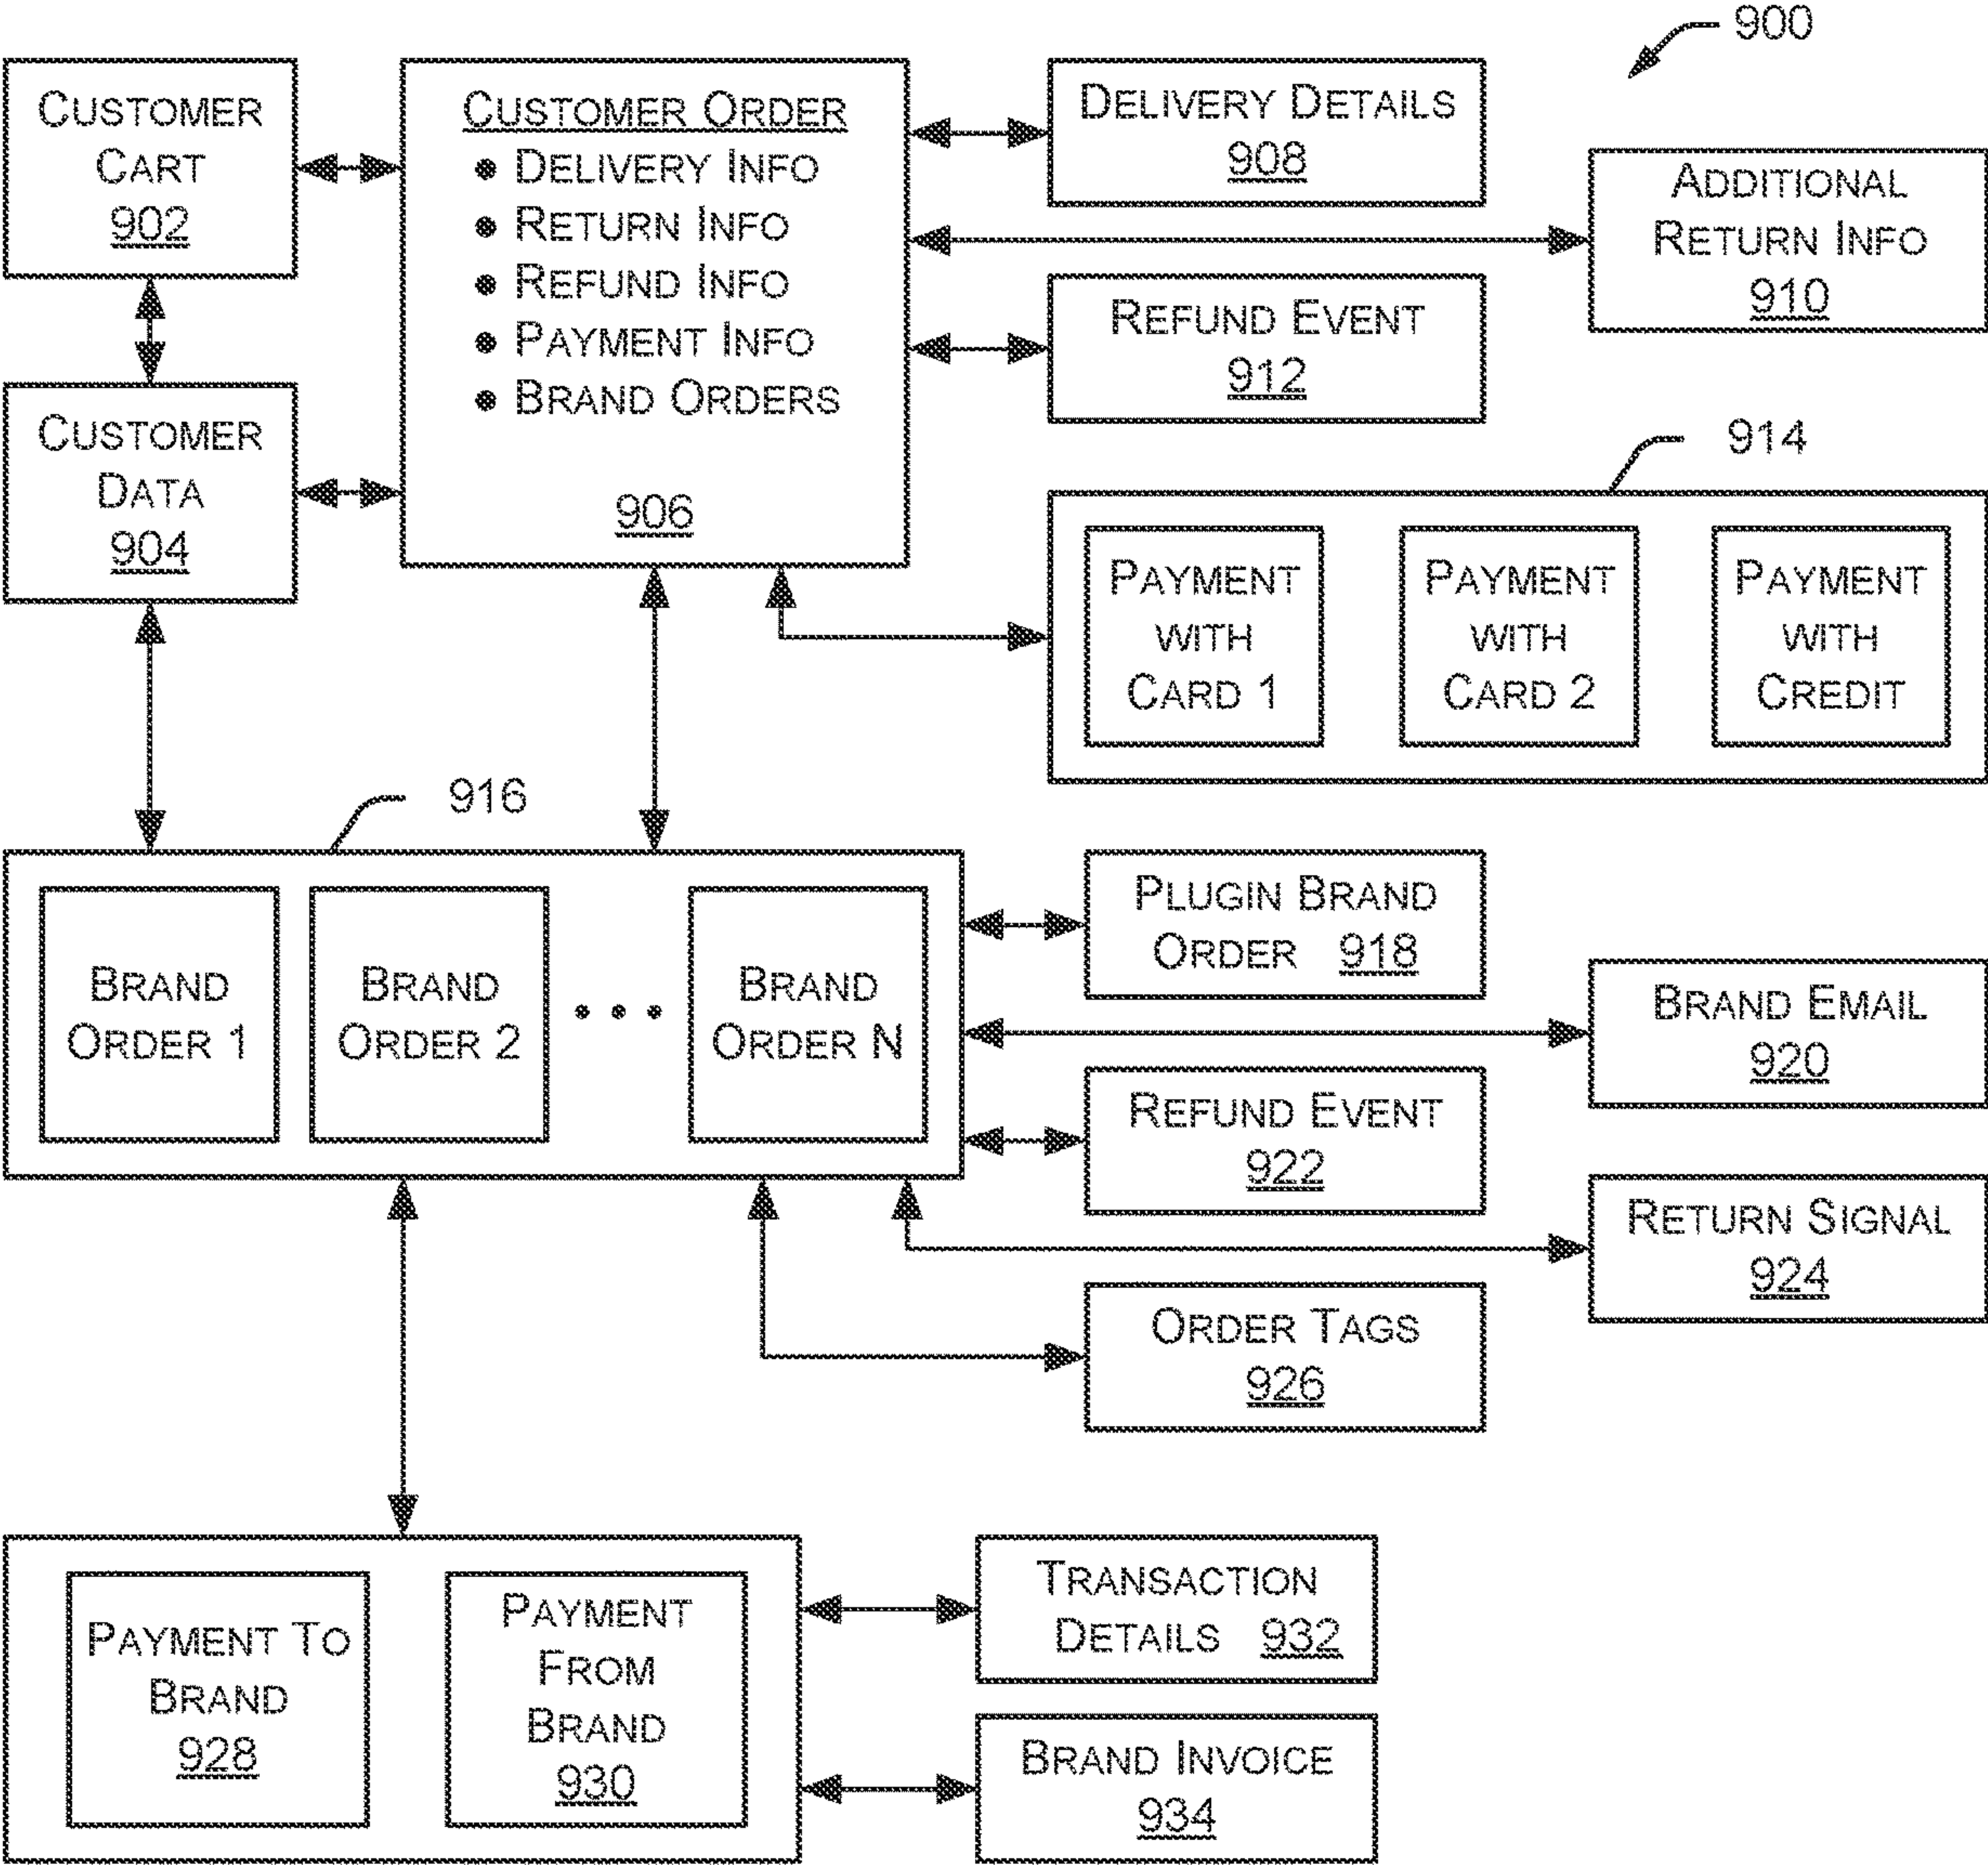 900
CUSTOMER
CART
902
CUSTOMER ORDER
• DELIVERY INFO
• RETURN INFO
• REFUND INFO
• PAYMENT INFO
• BRAND ORDERS
906
DELIVERY DETAILS
908
ADDITIONAL
RETURN INFO
910
REFUND EVENT
912
CUSTOMER
DATA
904
914
PAYMENT
WITH
CARD 1
PAYMENT
WITH
CARD 2
PAYMENT
WITH
CREDIT
916
BRAND
ORDER 1
BRAND
ORDER 2
• • •
BRAND
ORDER N
PLUGIN BRAND
ORDER 918
BRAND EMAIL
920
REFUND EVENT
922
RETURN SIGNAL
924
ORDER TAGS
926
PAYMENT TO
BRAND
928
PAYMENT
FROM
BRAND
930
TRANSACTION
DETAILS 932
BRAND INVOICE
934